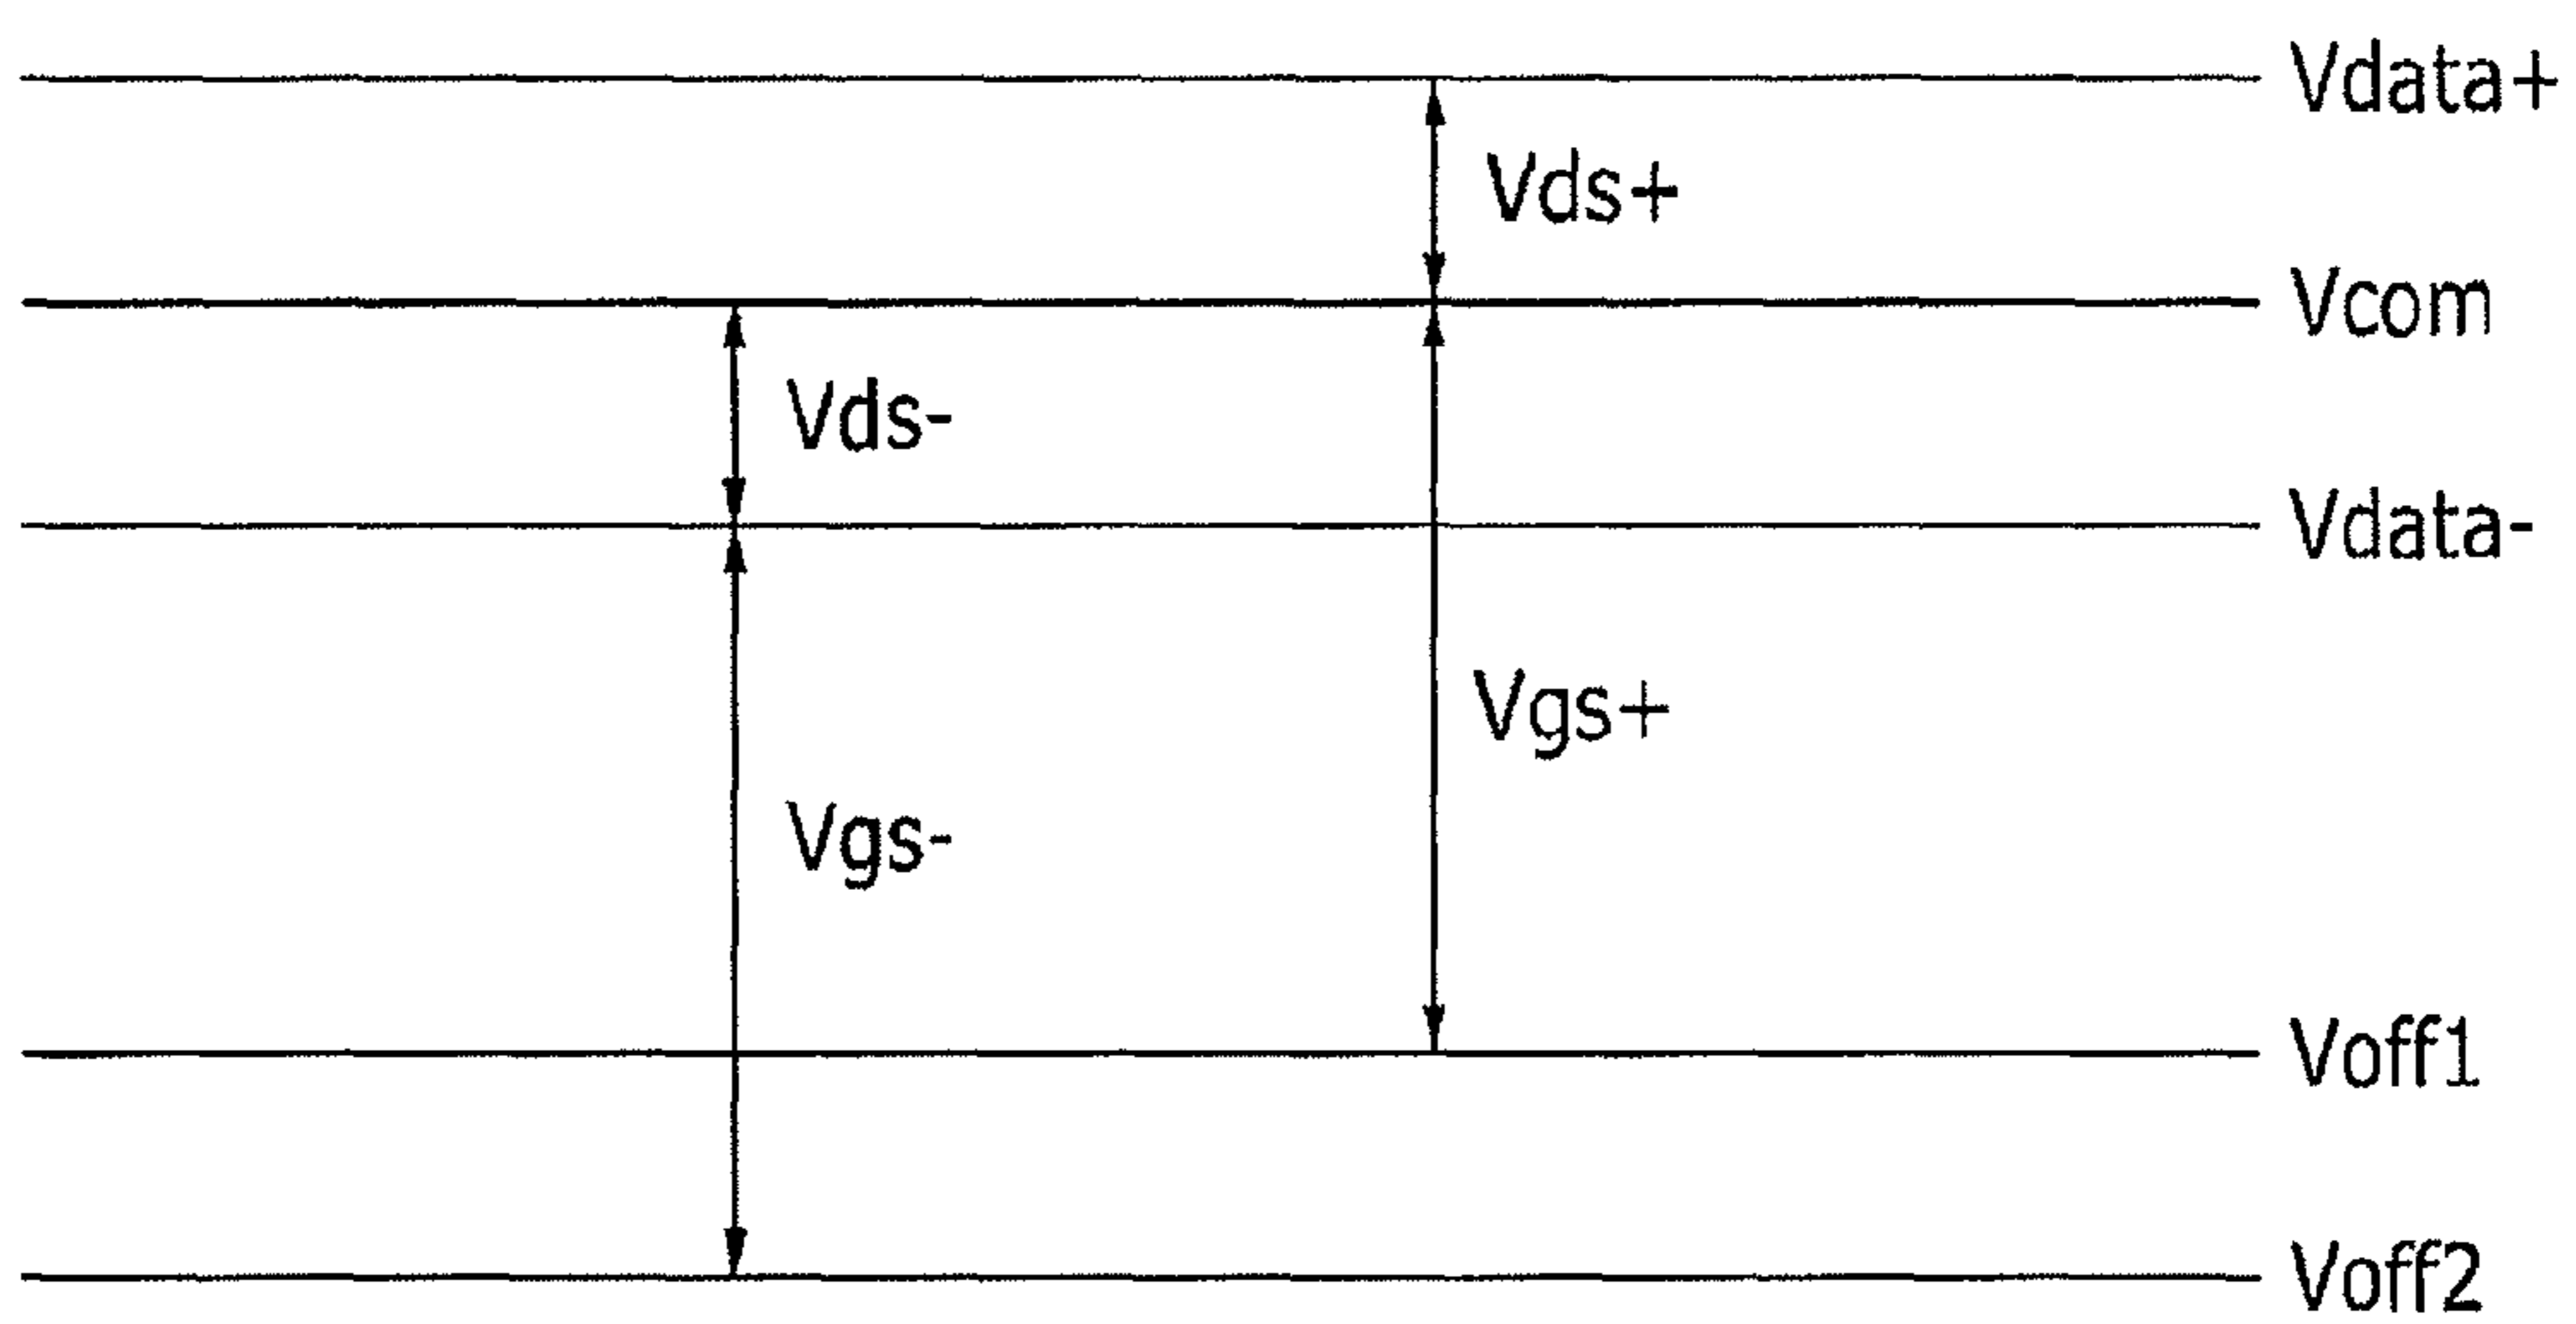 Vdata+
Vds+
Vcom
Vds-
Vdata-
Vgs+
Vgs-
Voff1
Voff2